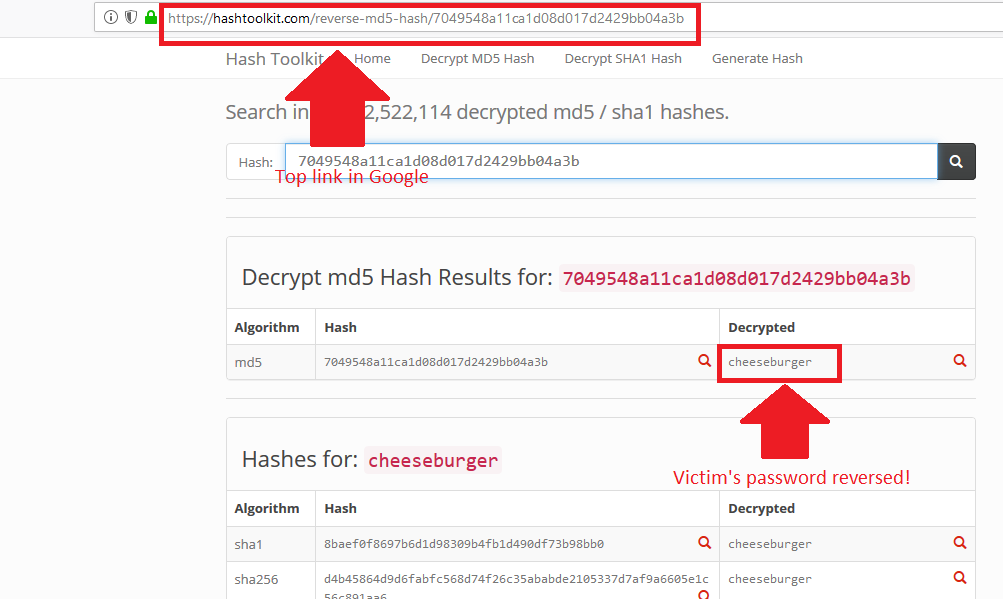 https://hashtoolkit.com/reverse-md5-hash/7049548a11ca1d08d017d2429bb04a3b
Hash Toolkit Home Decrypt MD5 Hash Decrypt SHA1 Hash Generate Hash
Search in 2,522,114 decrypted md5 / sha1 hashes.
Hash: 7049548a11ca1d08d017d2429bb04a3b
Top link in Google
Decrypt md5 Hash Results for: 7049548a11ca1d08d017d2429bb04a3b
Algorithm Hash Decrypted
md5 7049548a11ca1d08d017d2429bb04a3b cheeseburger
Hashes for: cheeseburger
Victim's password reversed!
Algorithm Hash Decrypted
sha1 8baef0f8697b6d1d98309b4fb1d490df73b98bb0 cheeseburger
sha256 d4b45864d9d6fabfc568d74f26c35ababde2105337d7af9a6605e1c cheeseburger
56c891aa6